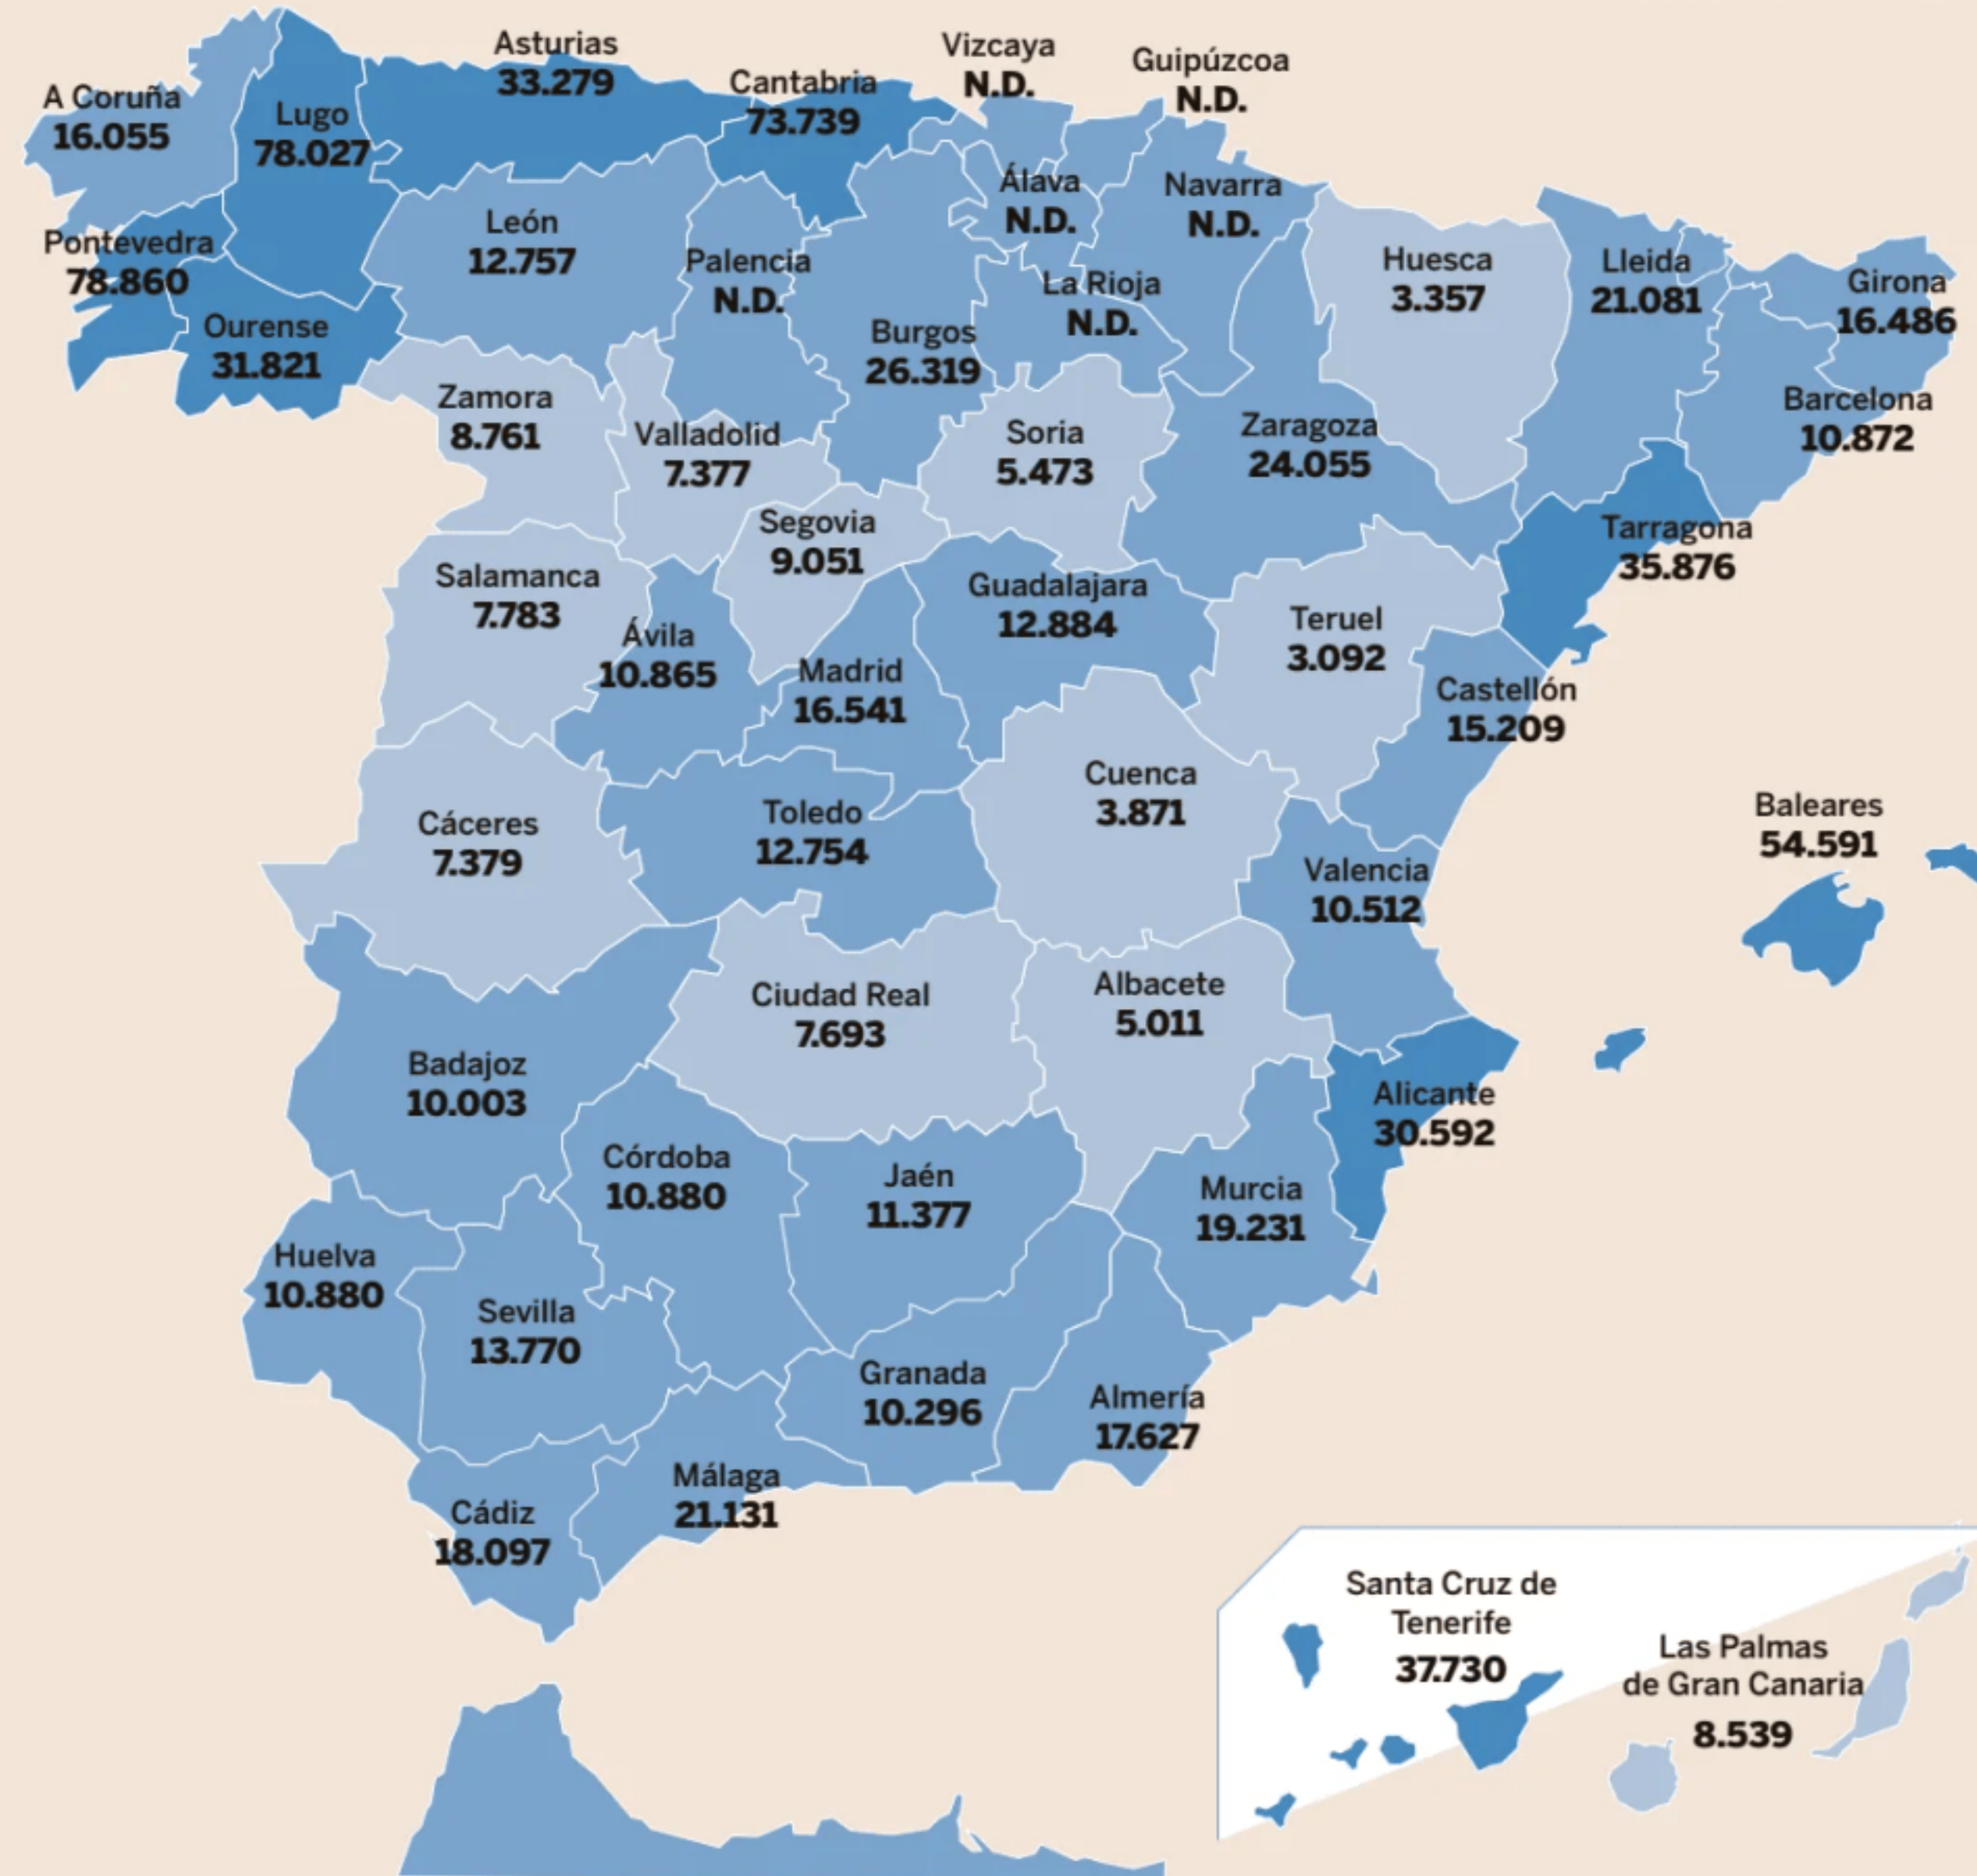 Asturias
33.279
Vizcaya
N.D.
Guipúzcoa
N.D.
Cantabria
73.739
A Coruña
16.055
Lugo
78.027
Álava
N.D.
Navarra
N.D.
León
12.757
Pontevedra
78.860
Palencia
N.D.
La Rioja
N.D.
Huesca
3.357
Lleida
21.081
Girona
16.486
Ourense
31.821
Burgos
26.319
Zamora
8.761
Valladolid
7.377
Soria
5.473
Zaragoza
24.055
Barcelona
10.872
Segovia
9.051
Tarragona
35.876
Salamanca
7.783
Guadalajara
12.884
Ávila
10.865
Teruel
3.092
Madrid
16.541
Castellón
15.209
Cuenca
3.871
Cáceres
7.379
Toledo
12.754
Baleares
54.591
Valencia
10.512
Ciudad Real
7.693
Albacete
5.011
Badajoz
10.003
Alicante
30.592
Córdoba
10.880
Jaén
11.377
Murcia
19.231
Huelva
10.880
Sevilla
13.770
Granada
10.296
Almería
17.627
Málaga
21.131
Cádiz
18.097
Santa Cruz de
Tenerife
37.730
Las Palmas
de Gran Canaria
8.539